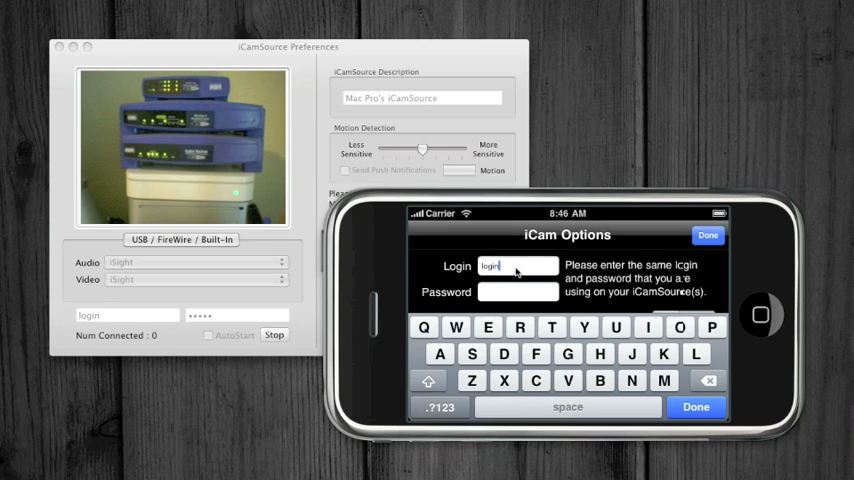 iCamSource Preferences
iCamSource Description
Mac Pro's iCamSource
Motion Detection
Less Sensitive
More Sensitive
Send Push Notifications
Motion
USB / FireWire / Built-In
Audio
iSight
Video
iSight
login
•••••
Num Connected : 0
AutoStart
Stop
Carrier
8:46 AM
iCam Options
Done
Login
login
Password
Please enter the same login
and password that you are
using on your iCamSource(s).
Q W E R T Y U I O P
A S D F G H J K L
Z X C V B N M
.?123
space
Done